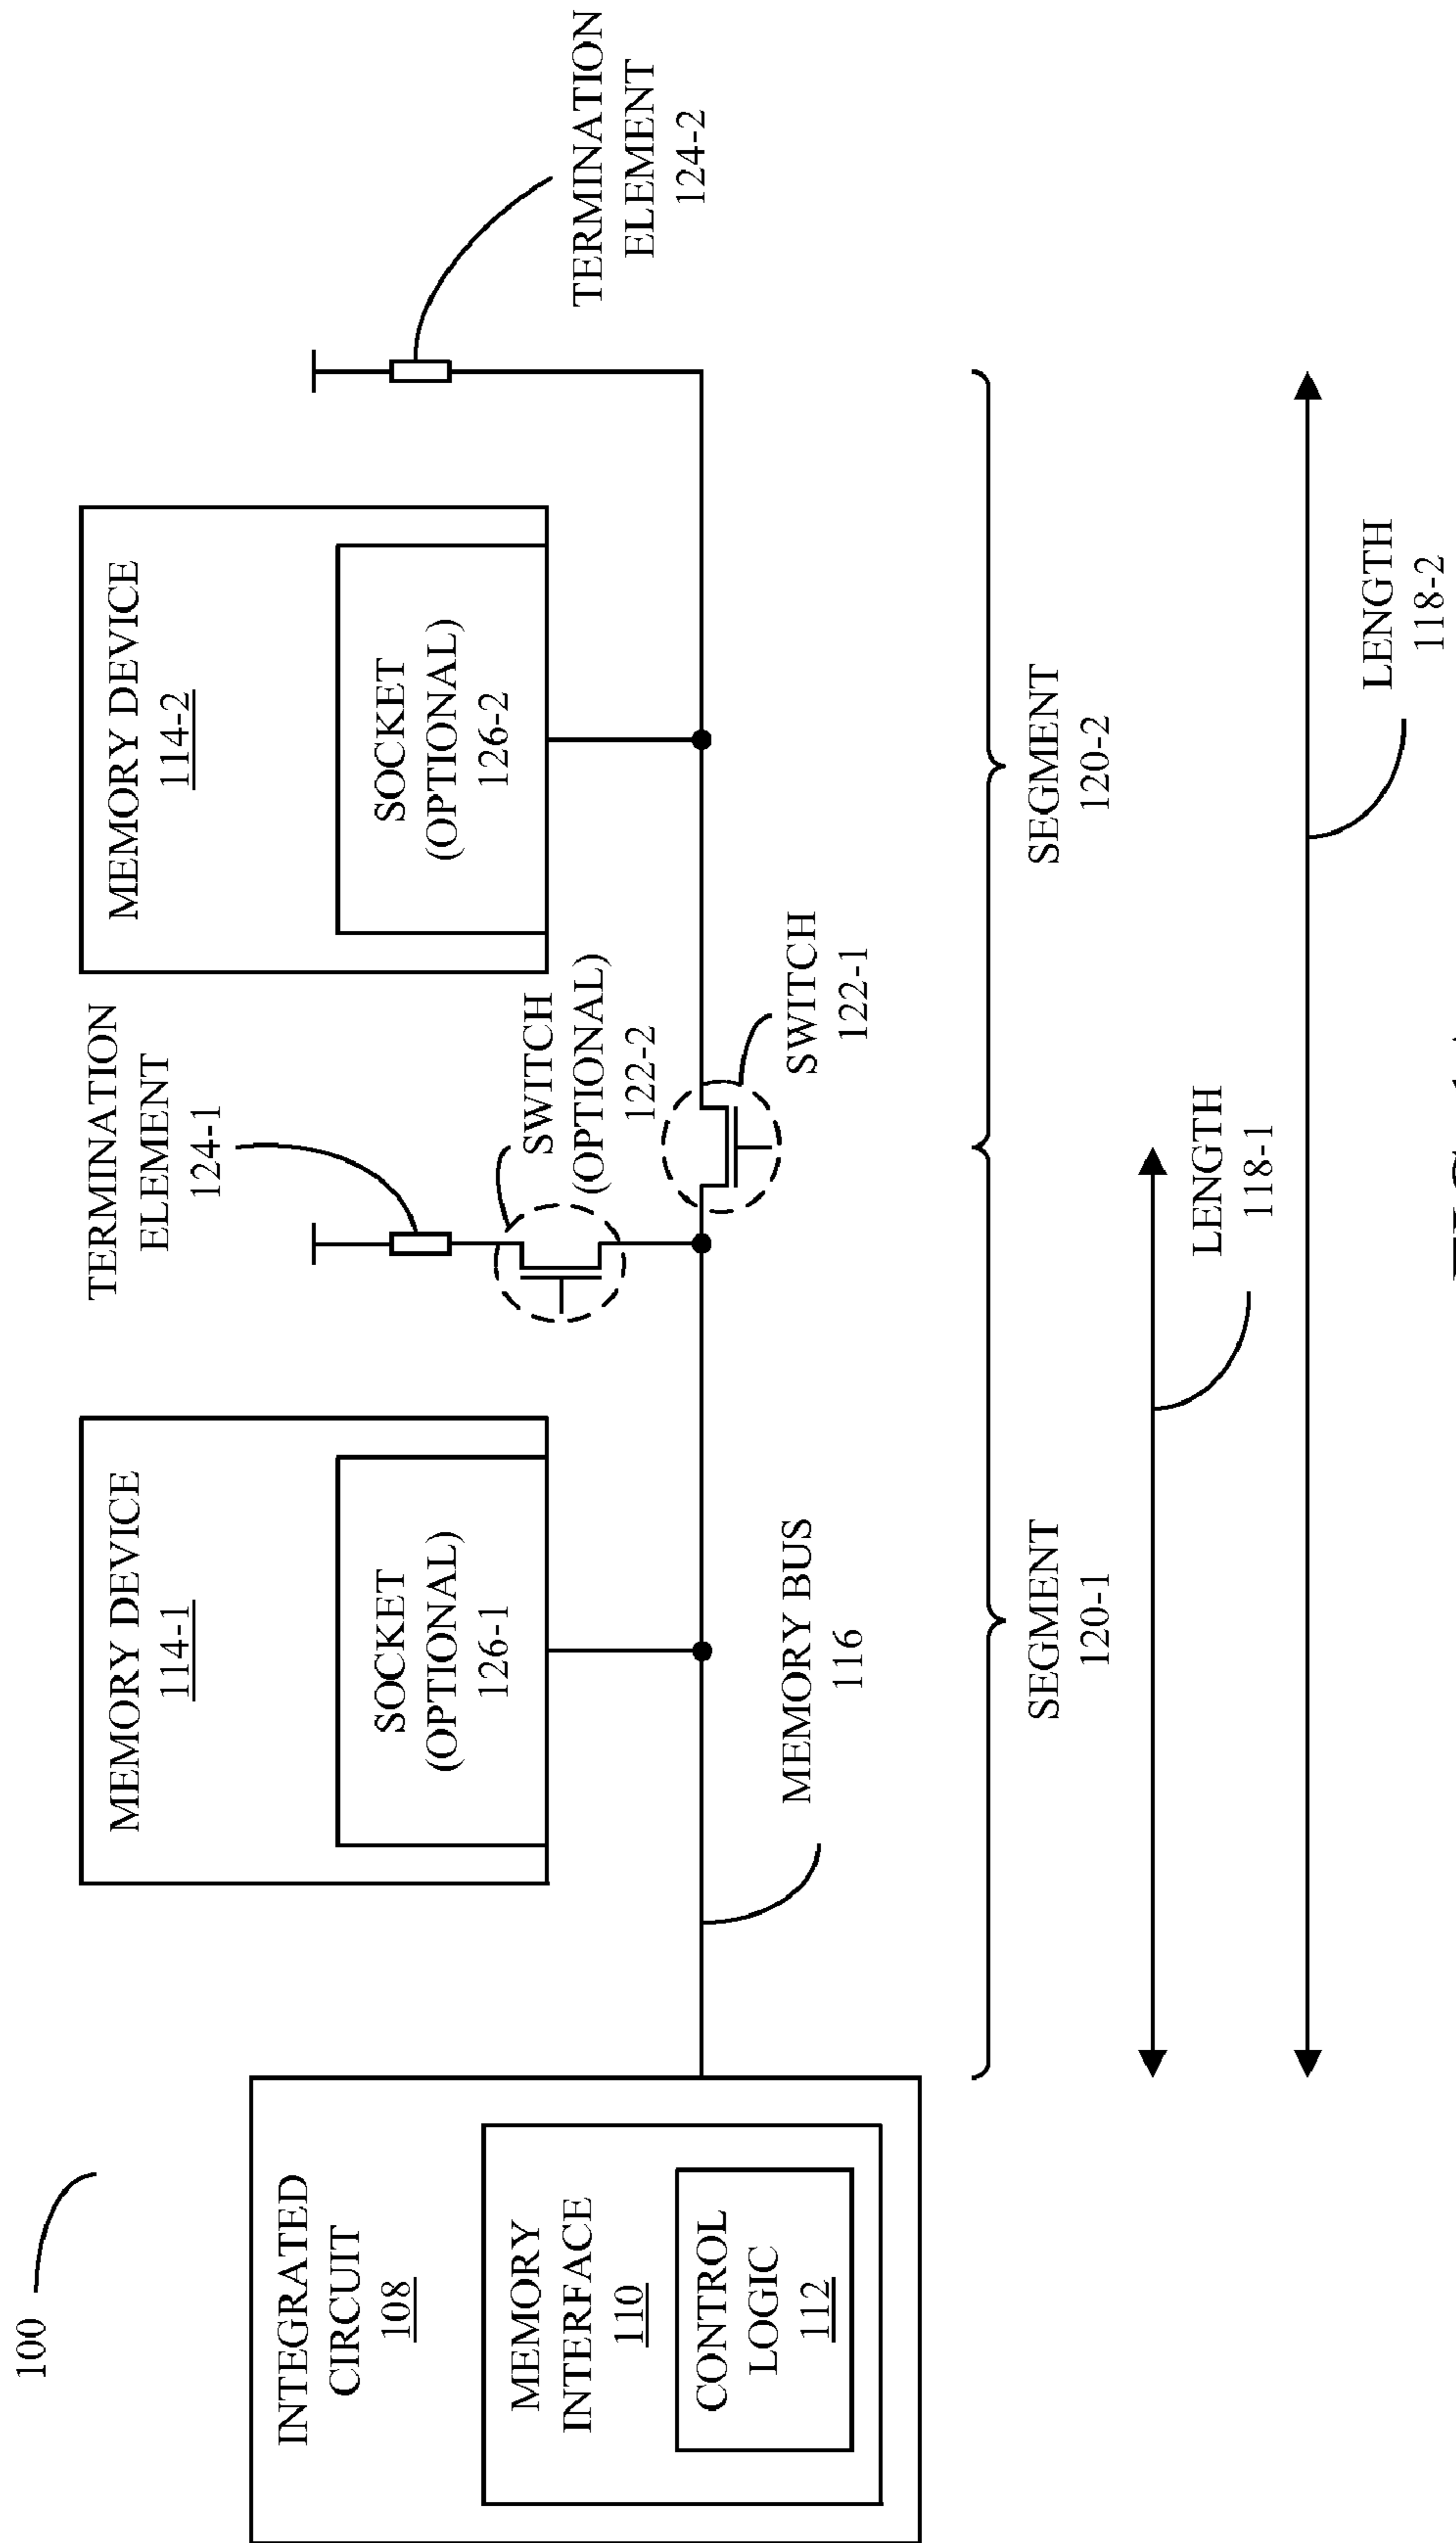 100
INTEGRATED
CIRCUIT
108
MEMORY
INTERFACE
110
CONTROL
LOGIC
112
MEMORY DEVICE
114-1
SOCKET
(OPTIONAL)
126-1
MEMORY BUS
116
TERMINATION
ELEMENT
124-1
SWITCH
(OPTIONAL)
122-2
SWITCH
122-1
MEMORY DEVICE
114-2
SOCKET
(OPTIONAL)
126-2
TERMINATION
ELEMENT
124-2
SEGMENT
120-1
SEGMENT
120-2
LENGTH
118-1
LENGTH
118-2